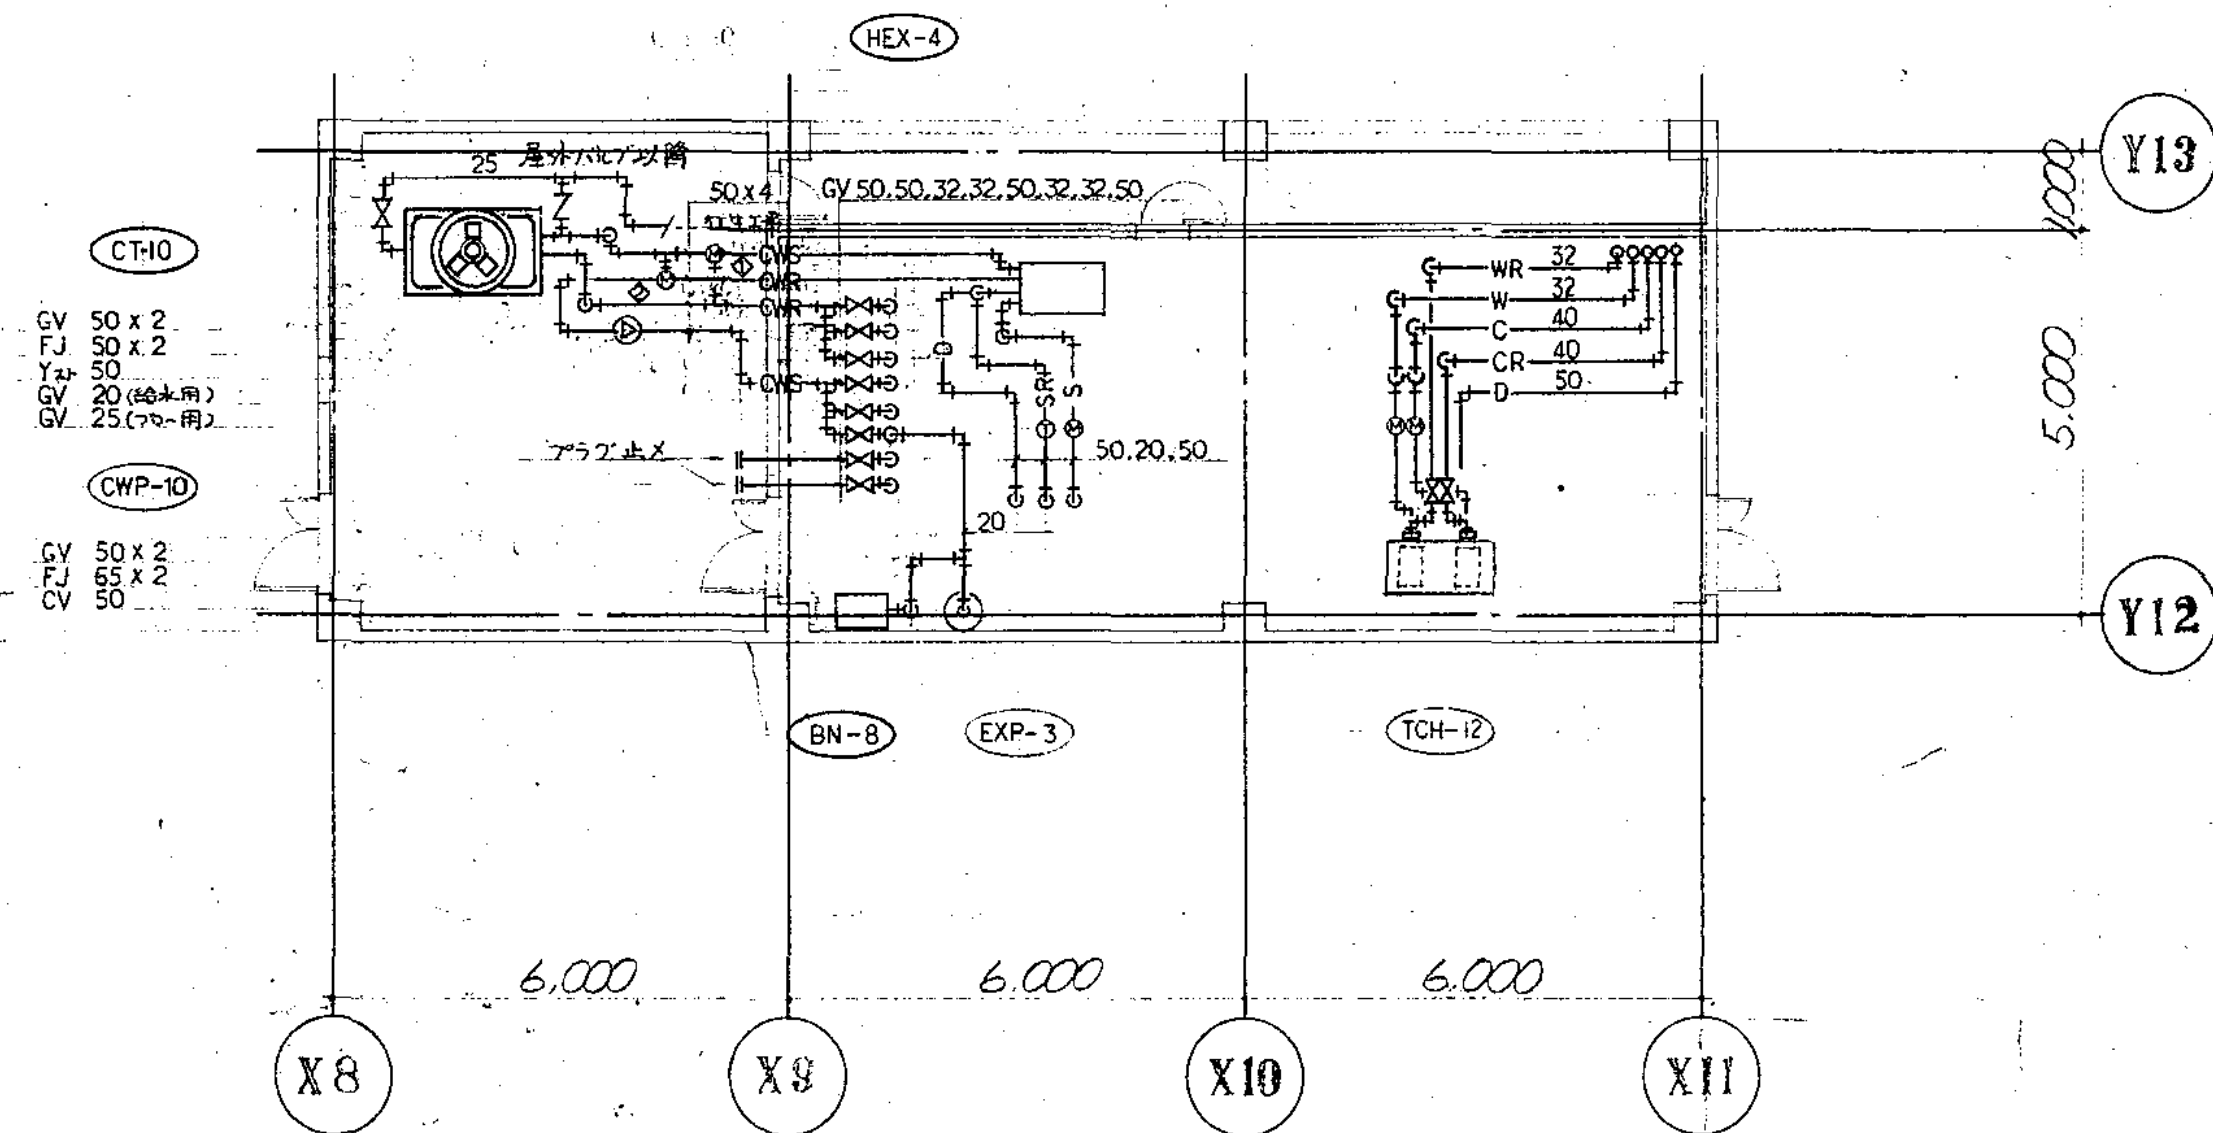 HEX-4
Y13
25 屋外バルブ以降
50x4
GV 50.50.32.32.50.32.32.50
1,000
CT-10
CWS
CWR
CWR
CWS
WR 32
W 32
C 40
CR 40
D 50
GV 50 x 2
FJ 50 x 2
Yスト 50
GV 20 (給水用)
GV 25 (ブロー用)
D
SR
S
M
M
M
M
M
5.000
プラグ止メ
50.20.50
CWP-10
20
GV 50 x 2
FJ 65 x 2
CV 50
Y12
BN-8
EXP-3
TCH-12
6,000
6.000
6.000
X8
X9
X10
X11